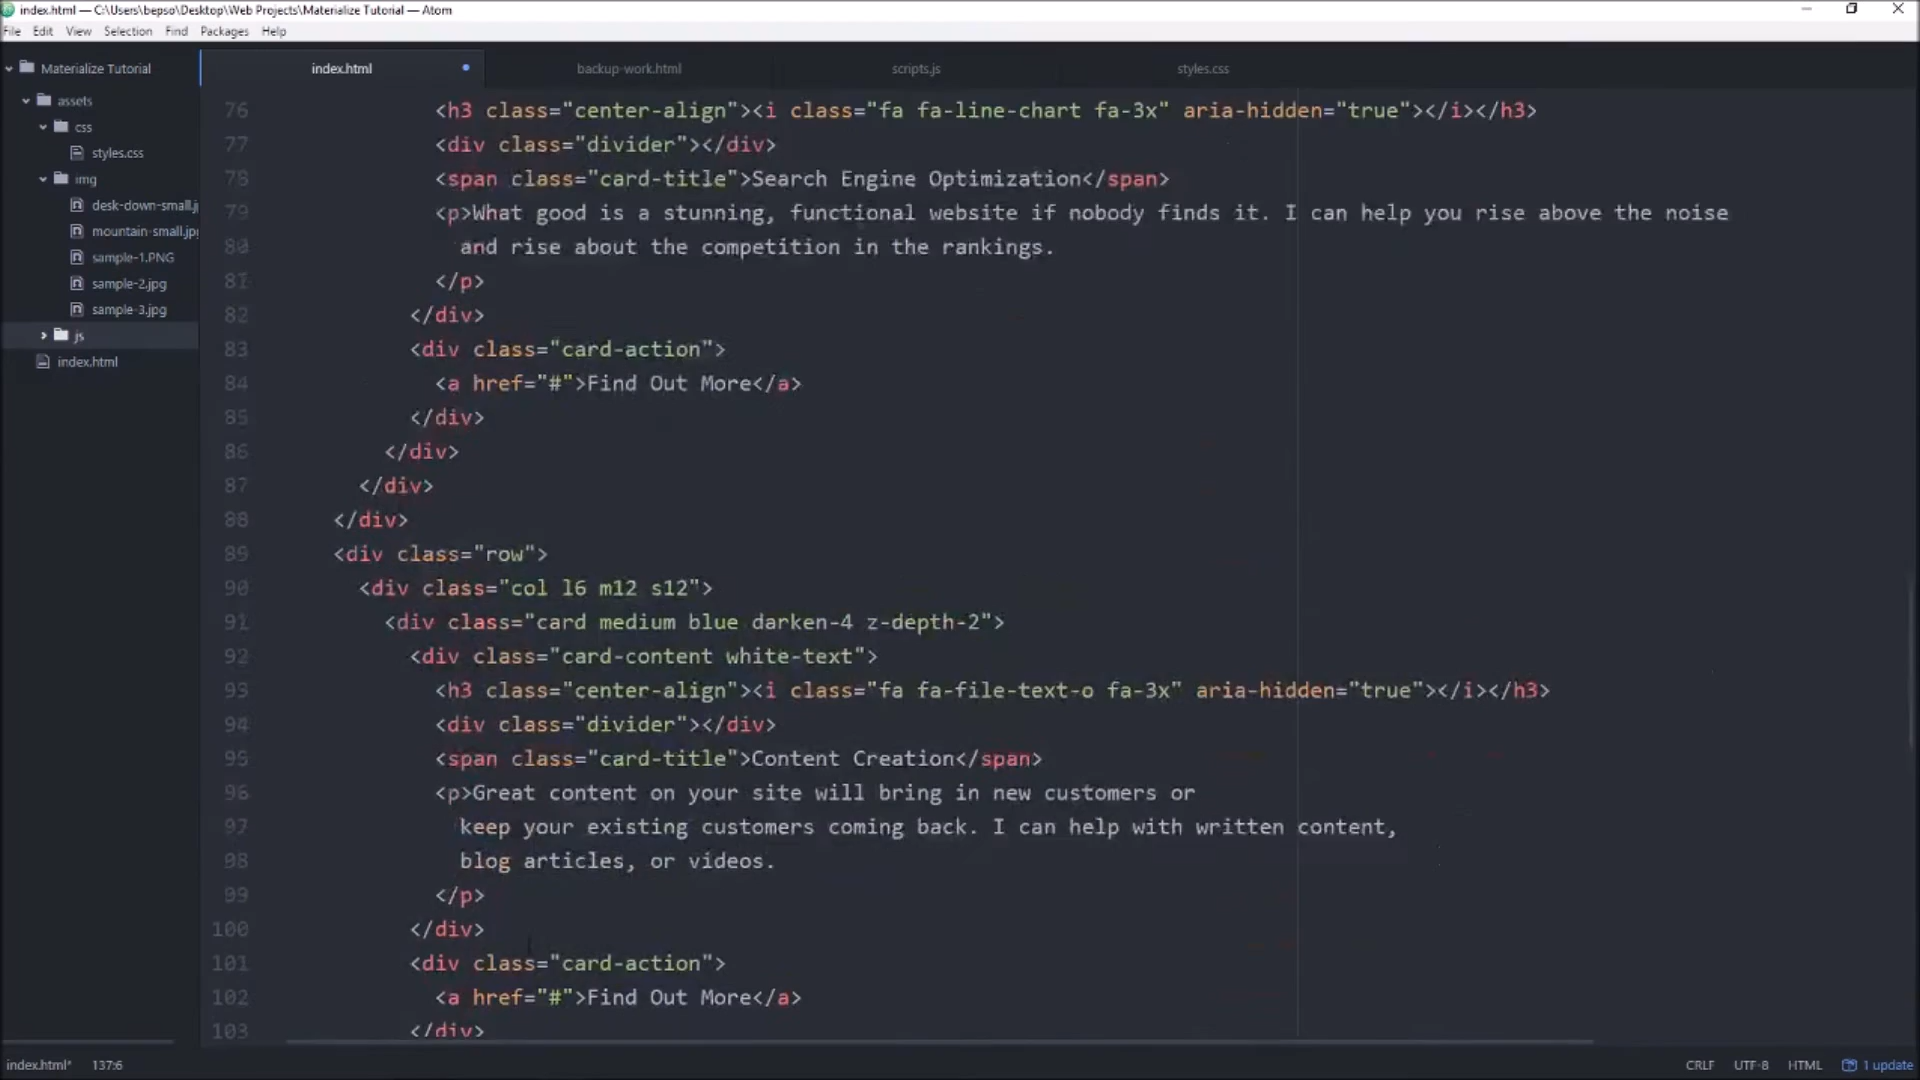 index.html — C:\Users\bepso\Desktop\Web Projects\Materialize Tutorial — Atom
File Edit View Selection Find Packages Help
Materialize Tutorial
assets
css
styles.css
img
desk-down-small.j
mountain-small.jp
sample-1.PNG
sample-2.jpg
sample-3.jpg
js
index.html
index.html backup-work.html scripts.js styles.css
76 <h3 class="center-align"><i class="fa fa-line-chart fa-3x" aria-hidden="true"></i></h3>
77 <div class="divider"></div>
78 <span class="card-title">Search Engine Optimization</span>
79 <p>What good is a stunning, functional website if nobody finds it. I can help you rise above the noise
80 and rise about the competition in the rankings.
81 </p>
82 </div>
83 <div class="card-action">
84 <a href="#">Find Out More</a>
85 </div>
86 </div>
87 </div>
88 </div>
89 <div class="row">
90 <div class="col l6 m12 s12">
91 <div class="card medium blue darken-4 z-depth-2">
92 <div class="card-content white-text">
93 <h3 class="center-align"><i class="fa fa-file-text-o fa-3x" aria-hidden="true"></i></h3>
94 <div class="divider"></div>
95 <span class="card-title">Content Creation</span>
96 <p>Great content on your site will bring in new customers or
97 keep your existing customers coming back. I can help with written content,
98 blog articles, or videos.
99 </p>
100 </div>
101 <div class="card-action">
102 <a href="#">Find Out More</a>
103 </div>
index.html* 137:6 CRLF UTF-8 HTML 1 update